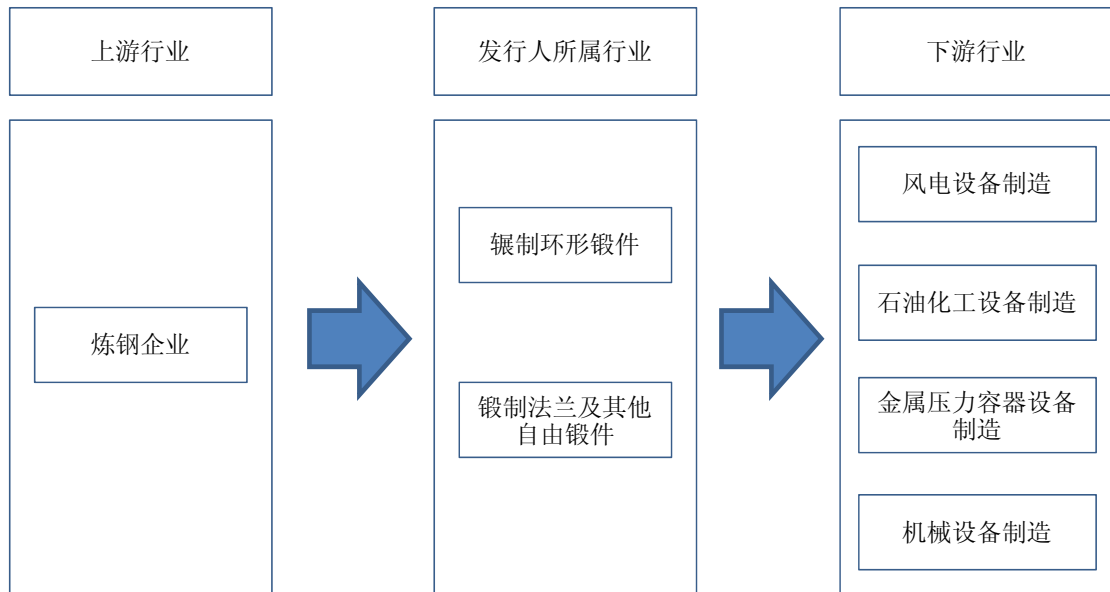 上游行业
发行人所属行业
下游行业
炼钢企业
辗制环形锻件
锻制法兰及其他
自由锻件
风电设备制造
石油化工设备制造
金属压力容器设备
制造
机械设备制造